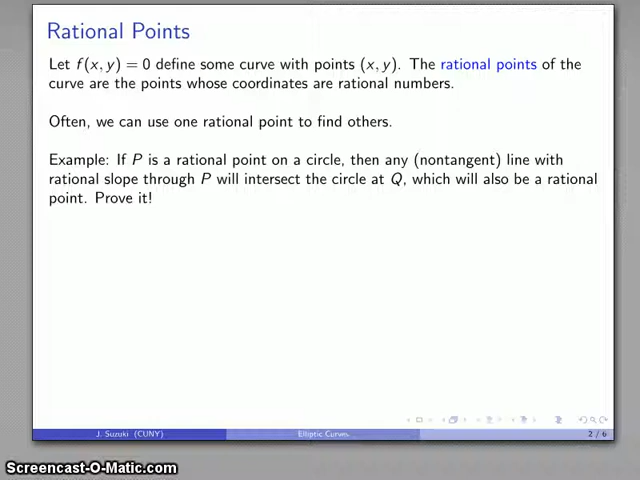 Rational Points
Let f(x, y) = 0 define some curve with points (x, y). The rational points of the
curve are the points whose coordinates are rational numbers.
Often, we can use one rational point to find others.
Example: If P is a rational point on a circle, then any (nontangent) line with
rational slope through P will intersect the circle at Q, which will also be a rational
point. Prove it!
J. Suzuki (CUNY)
Elliptic Curves
2 / 6
Screencast-O-Matic.com